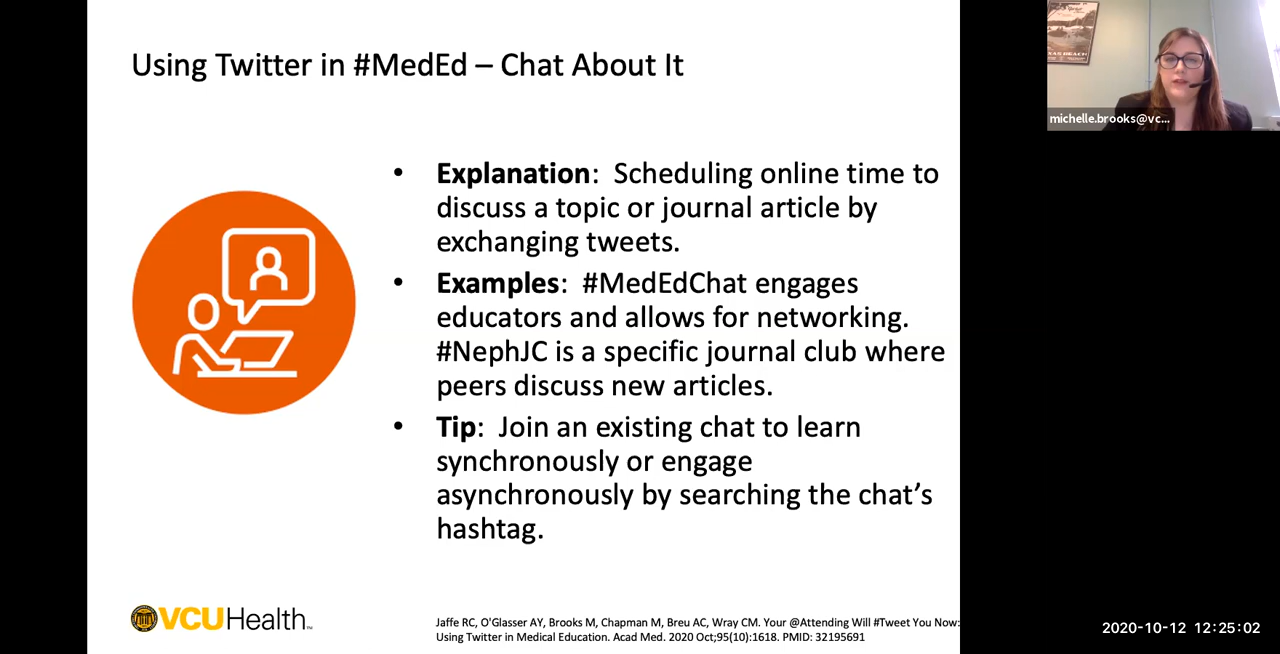 Using Twitter in #MedEd – Chat About It
michelle.brooks@vc...
• Explanation: Scheduling online time to
discuss a topic or journal article by
exchanging tweets.
• Examples: #MedEdChat engages
educators and allows for networking.
#NephJC is a specific journal club where
peers discuss new articles.
• Tip: Join an existing chat to learn
synchronously or engage
asynchronously by searching the chat’s
hashtag.
VCUHealth™
Jaffe RC, O'Glasser AY, Brooks M, Chapman M, Breu AC, Wray CM. Your @Attending Will #Tweet You Now:
Using Twitter in Medical Education. Acad Med. 2020 Oct;95(10):1618. PMID: 32195691
2020-10-12 12:25:02